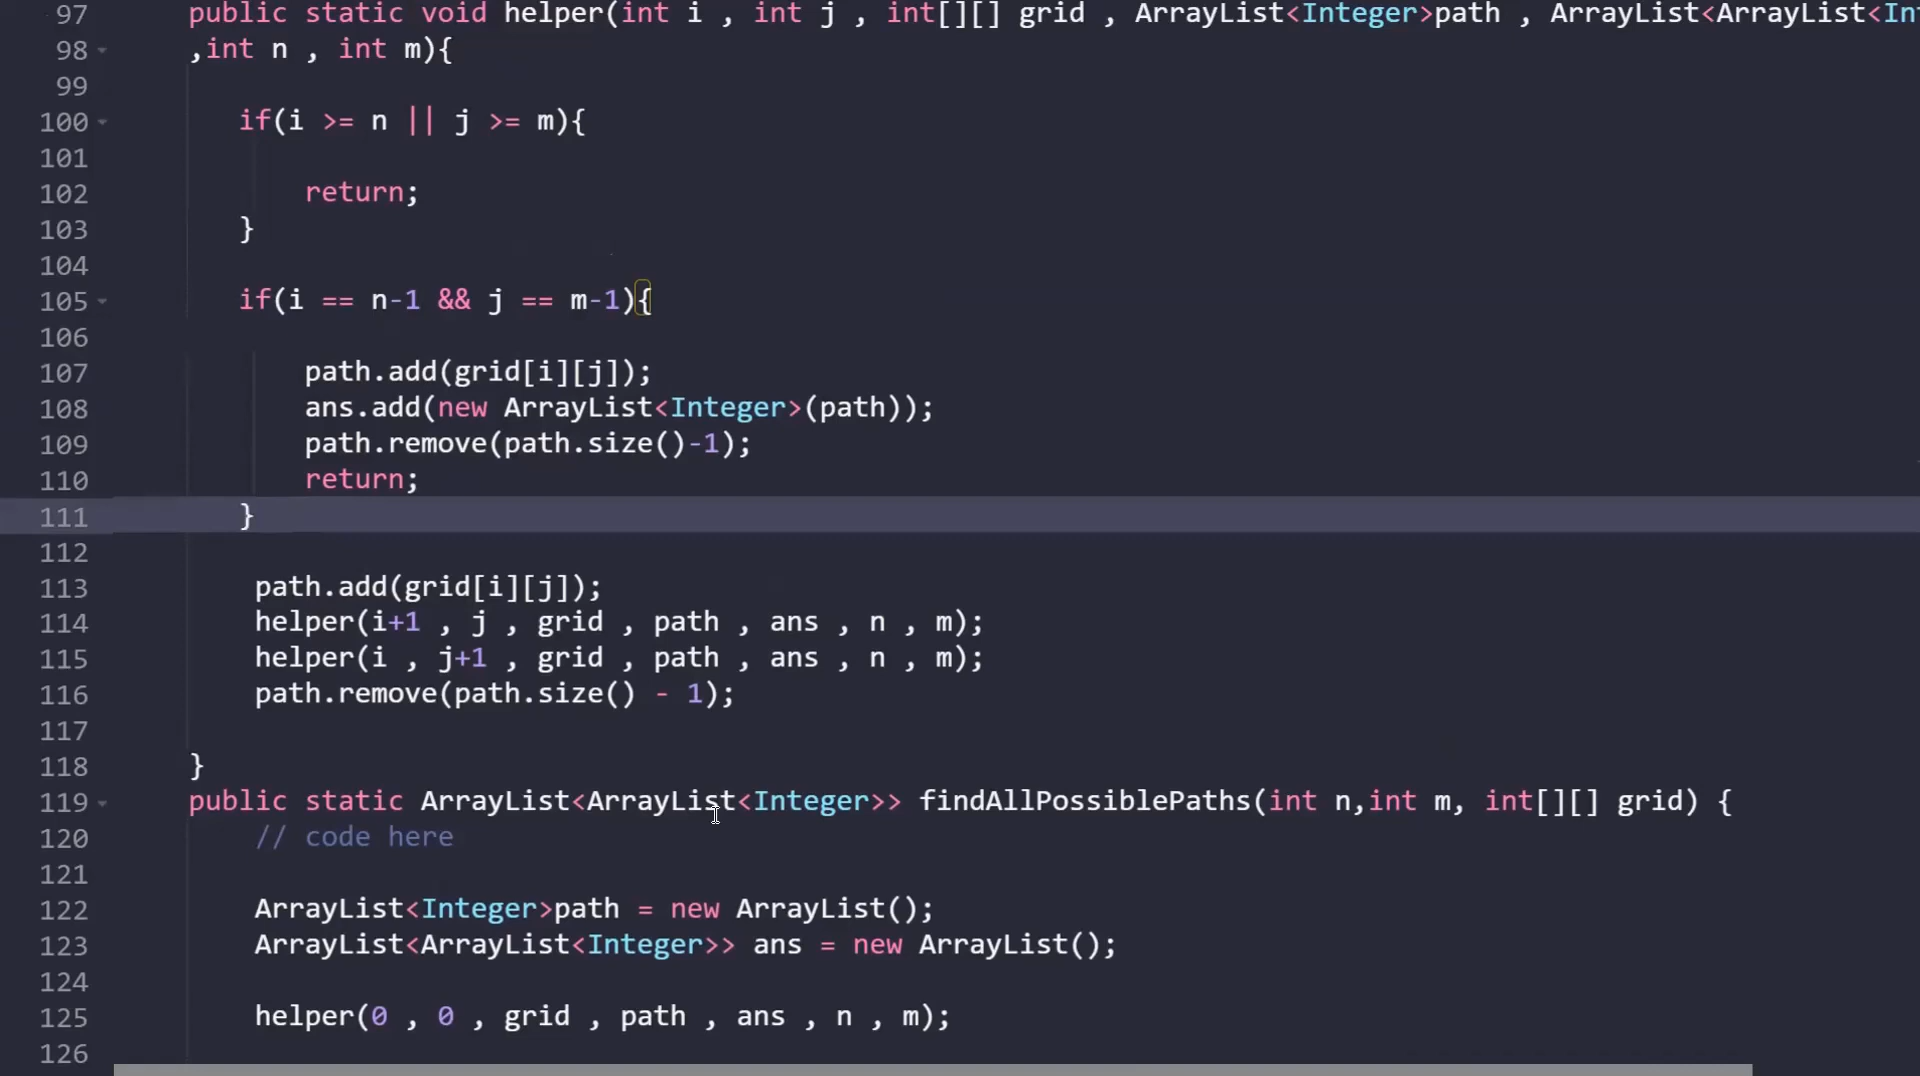 97 public static void helper(int i , int j , int[][] grid , ArrayList<Integer>path , ArrayList<ArrayList<In
98 ,int n , int m){
99
100 if(i >= n || j >= m){
101
102 return;
103 }
104
105 if(i == n-1 && j == m-1){
106
107 path.add(grid[i][j]);
108 ans.add(new ArrayList<Integer>(path));
109 path.remove(path.size()-1);
110 return;
111 }
112
113 path.add(grid[i][j]);
114 helper(i+1 , j , grid , path , ans , n , m);
115 helper(i , j+1 , grid , path , ans , n , m);
116 path.remove(path.size() - 1);
117
118 }
119 public static ArrayList<ArrayList<Integer>> findAllPossiblePaths(int n,int m, int[][] grid) {
120 // code here
121
122 ArrayList<Integer>path = new ArrayList();
123 ArrayList<ArrayList<Integer>> ans = new ArrayList();
124
125 helper(0 , 0 , grid , path , ans , n , m);
126